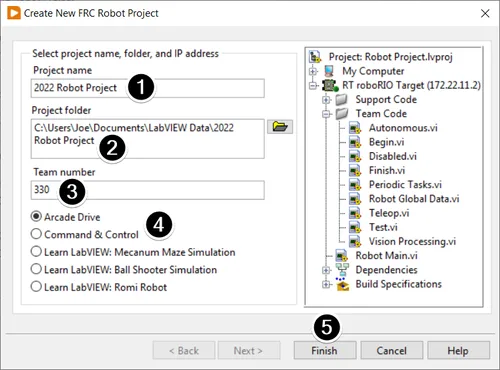 Create New FRC Robot Project
Select project name, folder, and IP address
Project name
2022 Robot Project
1
Project folder
C:\Users\Joe\Documents\LabVIEW Data\2022
Robot Project
2
Team number
330
3
Arcade Drive
Command & Control
4
Learn LabVIEW: Mecanum Maze Simulation
Learn LabVIEW: Ball Shooter Simulation
Learn LabVIEW: Romi Robot
Project: Robot Project.lvproj
My Computer
RT roboRIO Target (172.22.11.2)
Support Code
Team Code
Autonomous.vi
Begin.vi
Disabled.vi
Finish.vi
Periodic Tasks.vi
Robot Global Data.vi
Teleop.vi
Test.vi
Vision Processing.vi
Robot Main.vi
Dependencies
Build Specifications
5
< Back
Next >
Finish
Cancel
Help